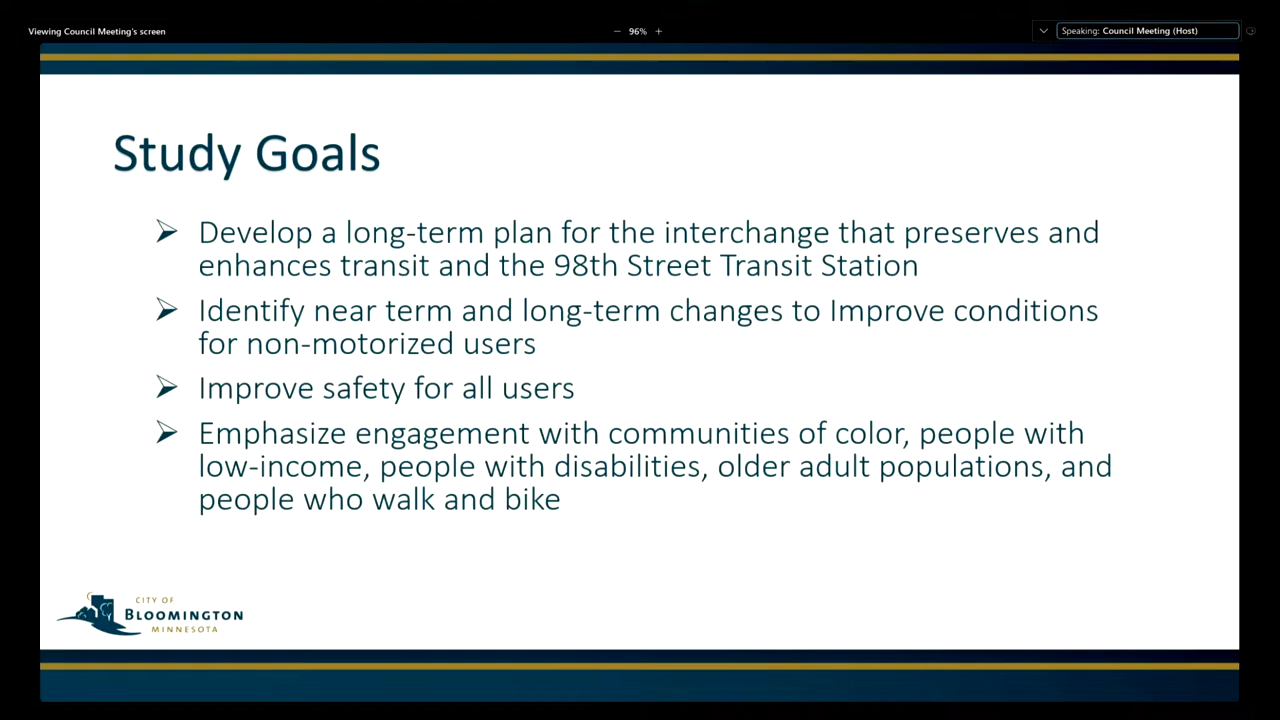 Viewing Council Meeting's screen
96%
Speaking: Council Meeting (Host)
Study Goals
Develop a long-term plan for the interchange that preserves and
enhances transit and the 98th Street Transit Station
Identify near term and long-term changes to Improve conditions
for non-motorized users
Improve safety for all users
Emphasize engagement with communities of color, people with
low-income, people with disabilities, older adult populations, and
people who walk and bike
CITY OF
BLOOMINGTON
MINNESOTA